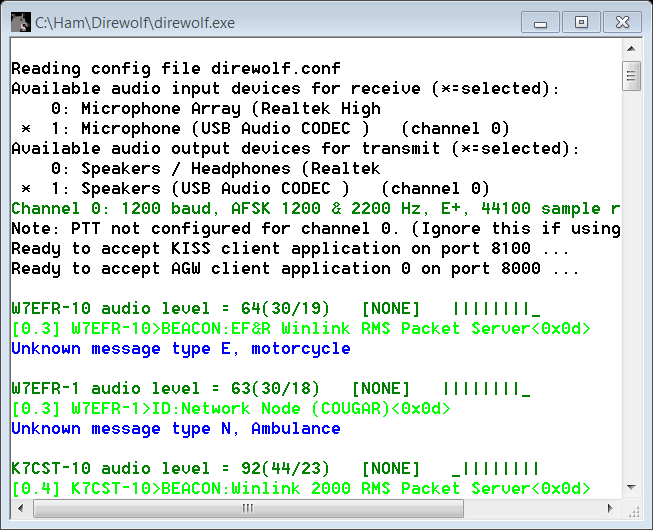 C:\Ham\Direwolf\direwolf.exe
Reading config file direwolf.conf
Available audio input devices for receive (*=selected):
    0: Microphone Array (Realtek High
 *  1: Microphone (USB Audio CODEC )   (channel 0)
Available audio output devices for transmit (*=selected):
    0: Speakers / Headphones (Realtek
 *  1: Speakers (USB Audio CODEC )   (channel 0)
Channel 0: 1200 baud, AFSK 1200 & 2200 Hz, E+, 44100 sample r
Note: PTT not configured for channel 0. (Ignore this if using
Ready to accept KISS client application on port 8100 ...
Ready to accept AGW client application 0 on port 8000 ...
W7EFR-10 audio level = 64(30/19)   [NONE]   ||||||||_
[0.3] W7EFR-10>BEACON:EF&R Winlink RMS Packet Server<0x0d>
Unknown message type E, motorcycle
W7EFR-1 audio level = 63(30/18)   [NONE]   ||||||||_
[0.3] W7EFR-1>ID:Network Node (COUGAR)<0x0d>
Unknown message type N, Ambulance
K7CST-10 audio level = 92(44/23)   [NONE]   _||||||||
[0.4] K7CST-10>BEACON:Winlink 2000 RMS Packet Server<0x0d>